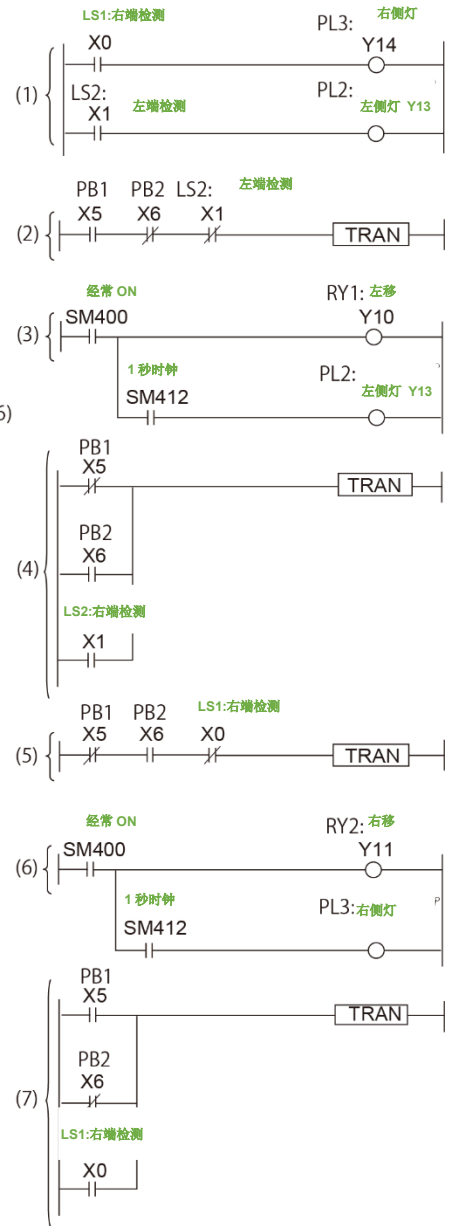 LS1:右端检测
PL3: 右侧灯
X0 Y14
(1)
LS2: PL2:
X1 左端检测 左侧灯 Y13
PB1 PB2 LS2: 左端检测
X5 X6 X1
(2) TRAN
经常 ON RY1: 左移
SM400 Y10
(3)
1 秒时钟 PL2:
SM412 左侧灯 Y13
6)
PB1
X5
TRAN
PB2
X6
(4)
LS2:右端检测
X1
LS1:右端检测
PB1 PB2
X5 X6 X0
(5) TRAN
经常 ON RY2: 右移
SM400 Y11
(6)
1 秒时钟 PL3:右侧灯 P
SM412
PB1
X5
TRAN
PB2
X6
(7)
LS1:右端检测
X0